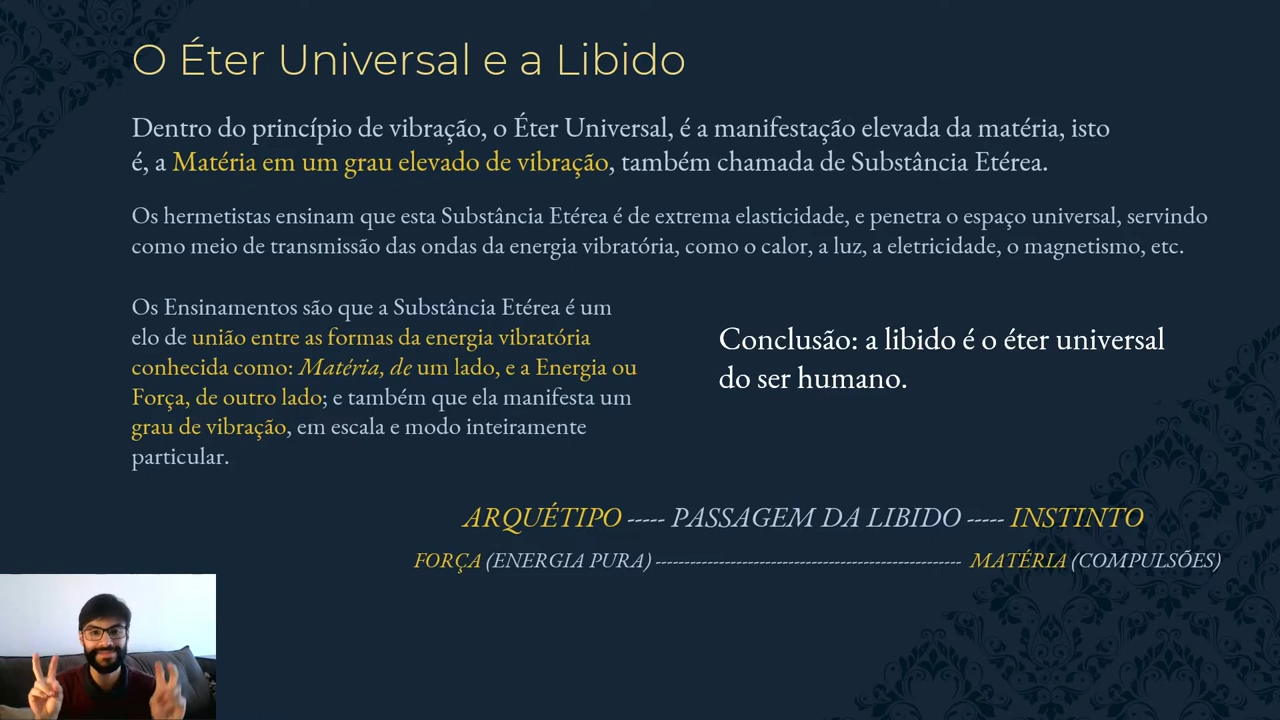 O Éter Universal e a Libido
Dentro do princípio de vibração, o Éter Universal, é a manifestação elevada da matéria, isto
é, a Matéria em um grau elevado de vibração, também chamada de Substância Etérea.
Os hermetistas ensinam que esta Substância Etérea é de extrema elasticidade, e penetra o espaço universal, servindo
como meio de transmissão das ondas da energia vibratória, como o calor, a luz, a eletricidade, o magnetismo, etc.
Os Ensinamentos são que a Substância Etérea é um
elo de união entre as formas da energia vibratória
conhecida como: Matéria, de um lado, e a Energia ou
Força, de outro lado; e também que ela manifesta um
grau de vibração, em escala e modo inteiramente
particular.
Conclusão: a libido é o éter universal
do ser humano.
ARQUÉTIPO ----- PASSAGEM DA LIBIDO ----- INSTINTO
FORÇA (ENERGIA PURA) ----------------------------------------------------- MATÉRIA (COMPULSÕES)